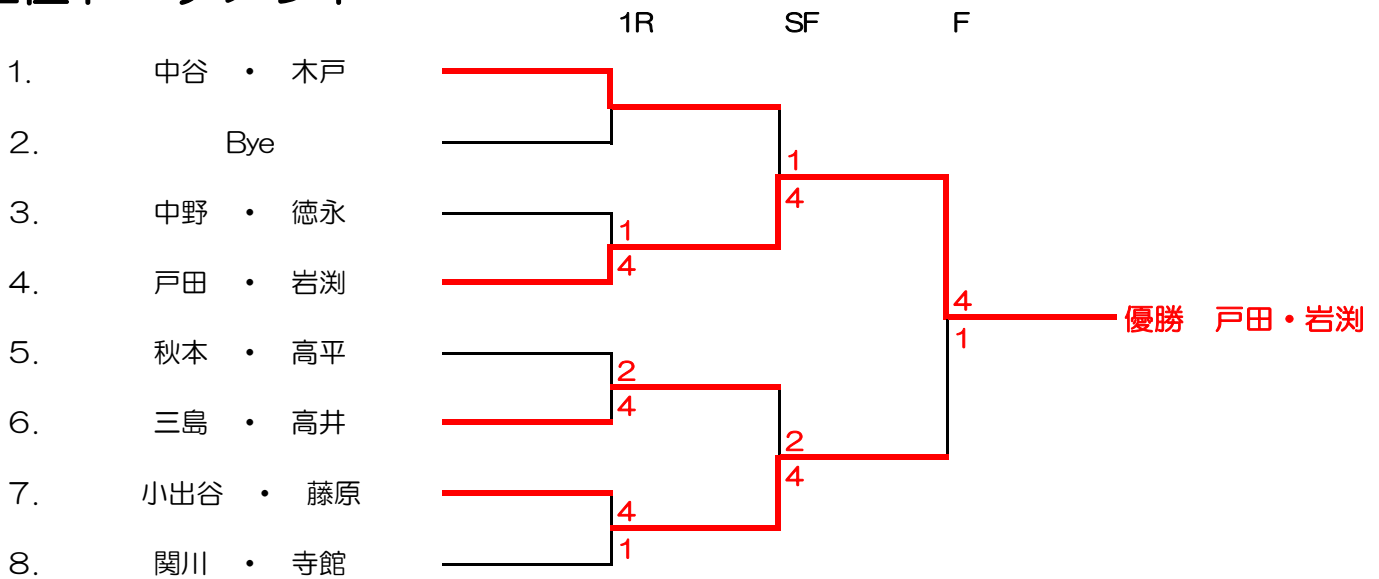 1R SF F
1. 中谷 ・ 木戸
2. Bye
1
4
3. 中野 ・ 徳永
1
4
4. 戸田 ・ 岩渕
4
1
優勝 戸田・岩渕
5. 秋本 ・ 高平
2
4
6. 三島 ・ 高井
2
4
7. 小出谷 ・ 藤原
4
1
8. 関川 ・ 寺館